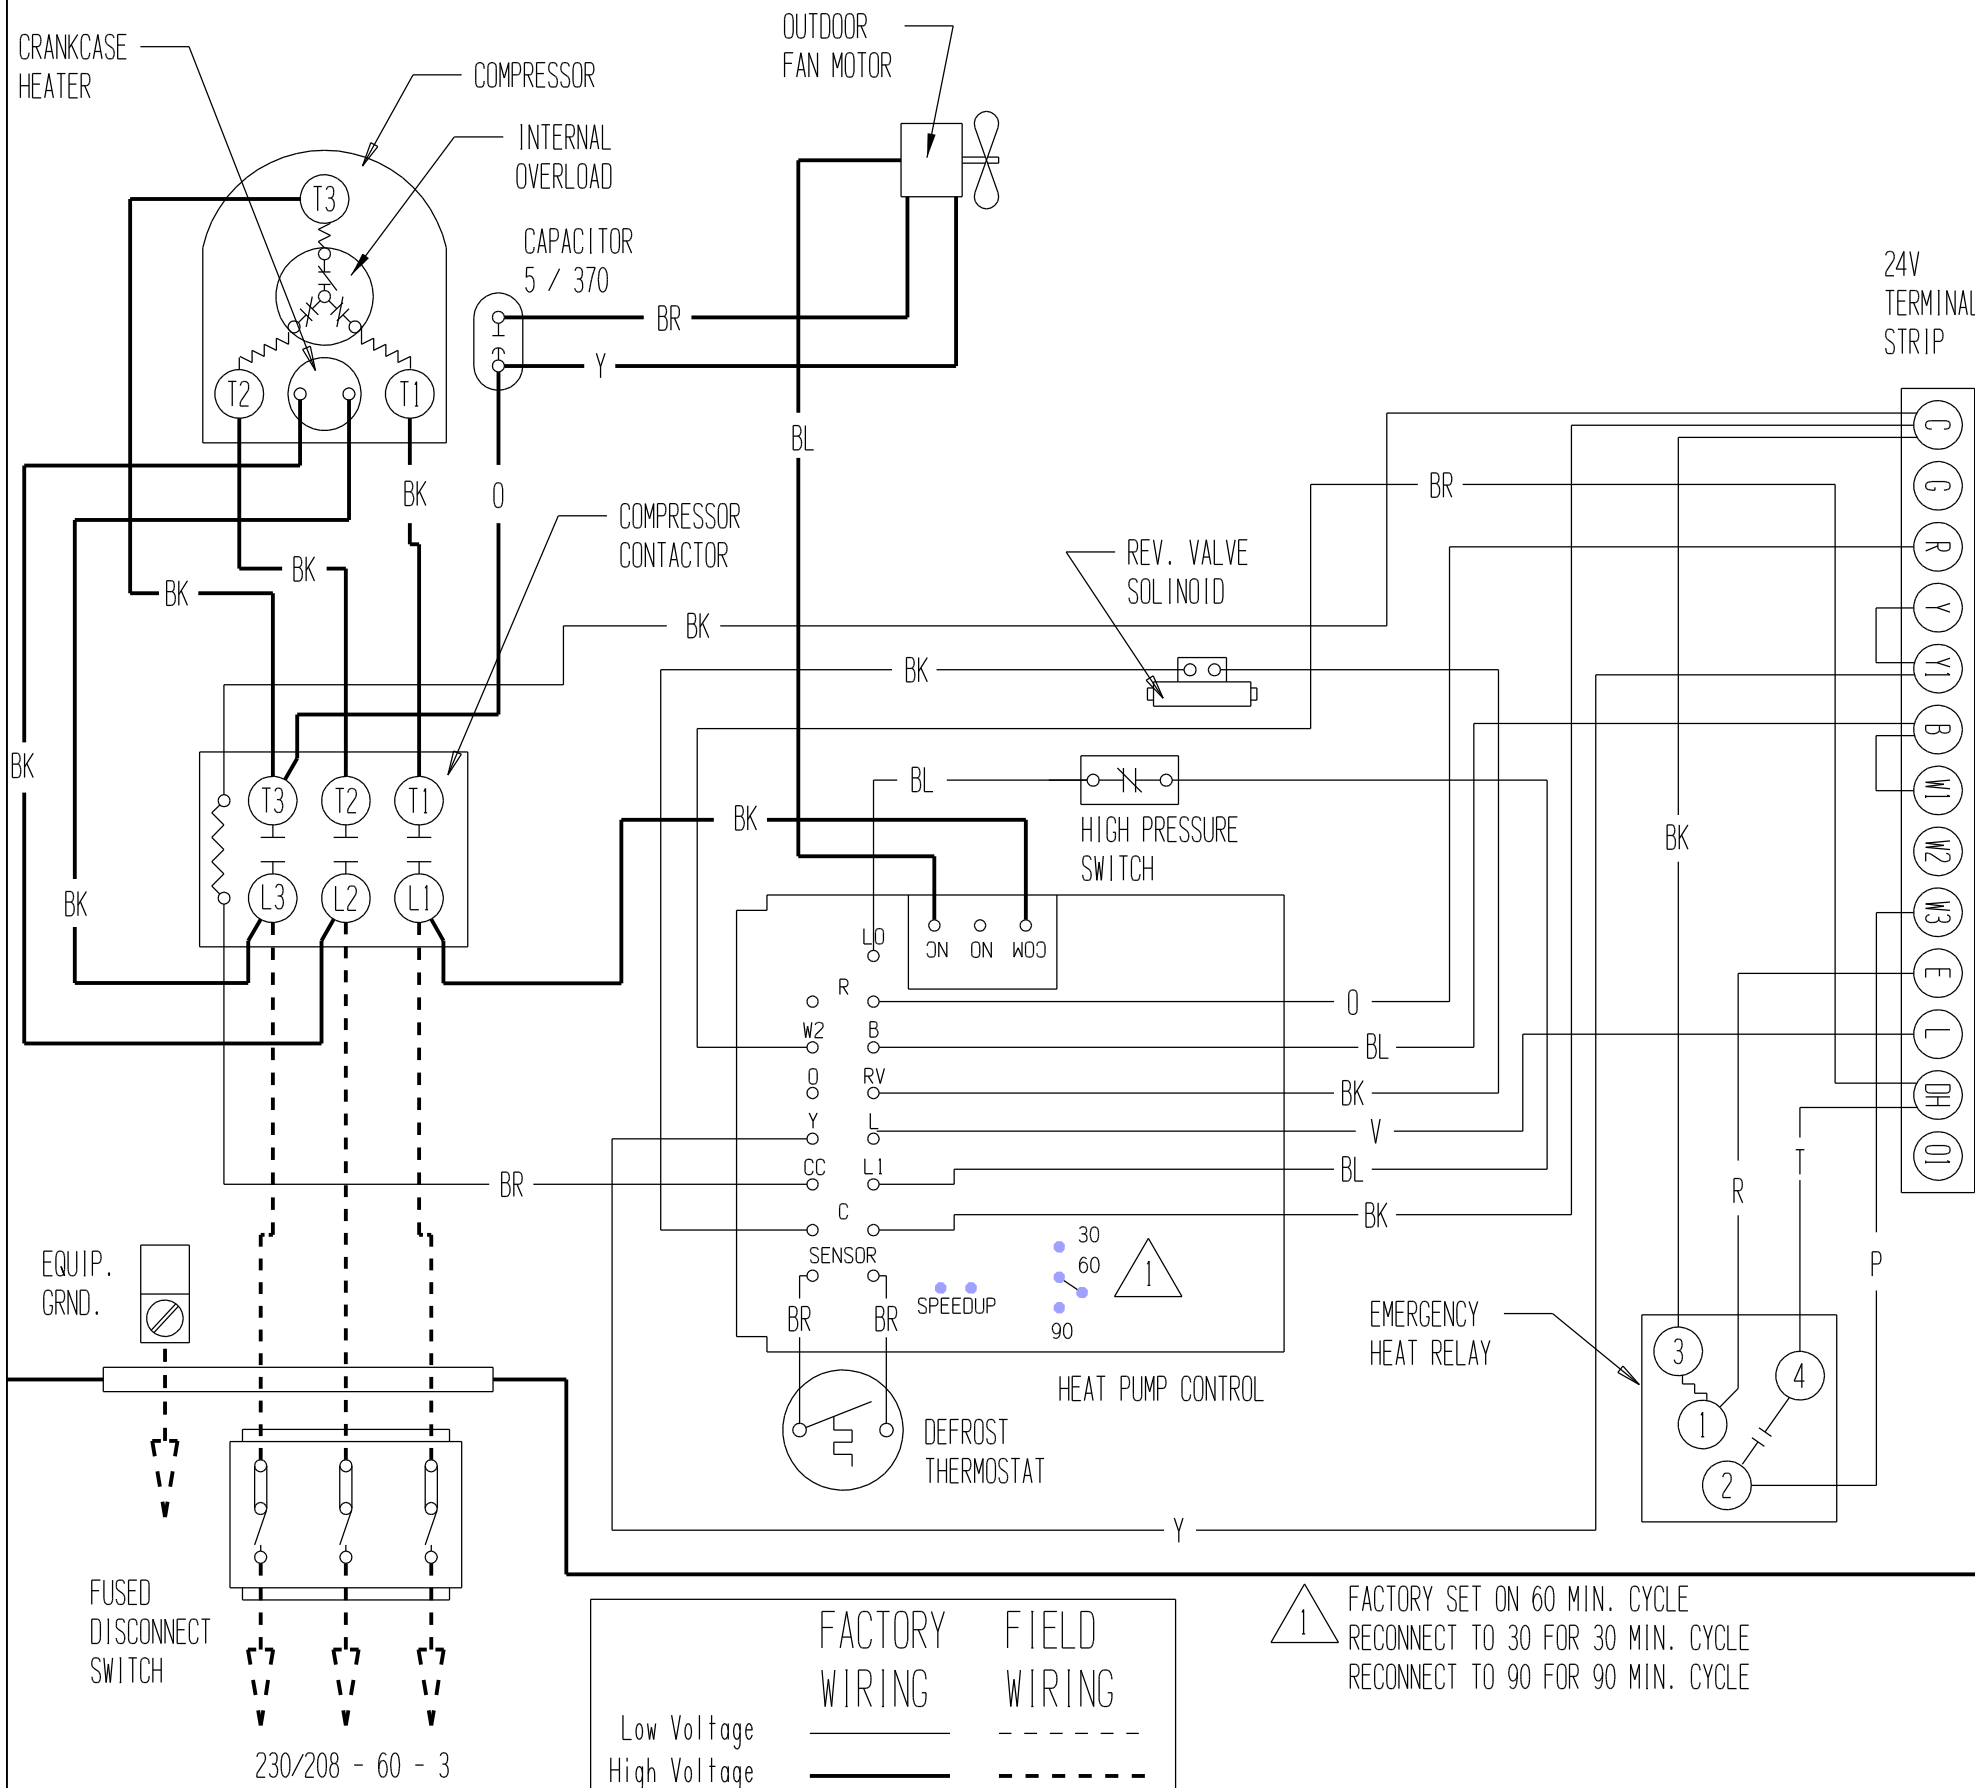 CRANKCASE
HEATER
COMPRESSOR
INTERNAL
OVERLOAD
OUTDOOR
FAN MOTOR
T3
T2
T1
CAPACITOR
5 / 370
BR
Y
BL
BK
O
BK
BK
COMPRESSOR
CONTACTOR
24V
TERMINAL
STRIP
C
G
R
Y
Y1
B
W1
W2
W3
E
L
DH
O1
BR
REV. VALVE
SOLINOID
BK
BK
BK
BK
T3
T2
T1
L3
L2
L1
BK
BL
HIGH PRESSURE
SWITCH
BK
LO
NC
NO
COM
R
W2
B
O
RV
Y
L
CC
L1
C
SENSOR
O
BL
BK
V
BL
BK
BR
BR
BR
SPEEDUP
30
60
90
1
HEAT PUMP CONTROL
DEFROST
THERMOSTAT
R
T
P
EMERGENCY
HEAT RELAY
3
4
1
2
Y
EQUIP.
GRND.
FUSED
DISCONNECT
SWITCH
230/208 - 60 - 3
FACTORY
WIRING
FIELD
WIRING
Low Voltage
High Voltage
1
FACTORY SET ON 60 MIN. CYCLE
RECONNECT TO 30 FOR 30 MIN. CYCLE
RECONNECT TO 90 FOR 90 MIN. CYCLE